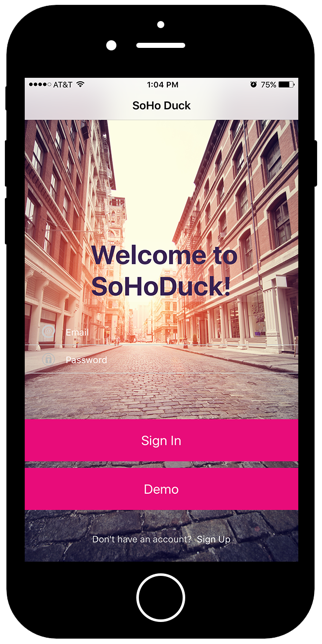 AT&T 1:04 PM 75%
SoHo Duck
Welcome to
SoHoDuck!
Email
Password
Sign In
Demo
Don't have an account? Sign Up